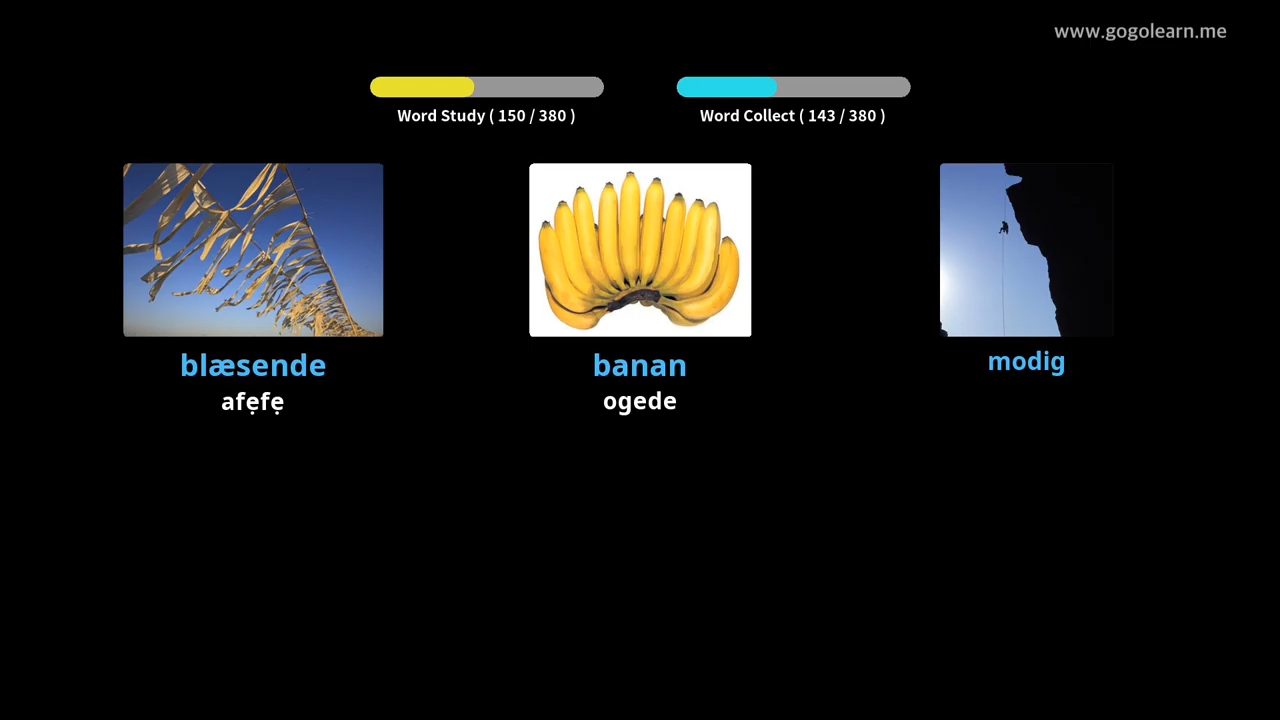 www.gogolearn.me
Word Study ( 150 / 380 )
Word Collect ( 143 / 380 )
blæsende
afẹfẹ
banan
ogede
modig